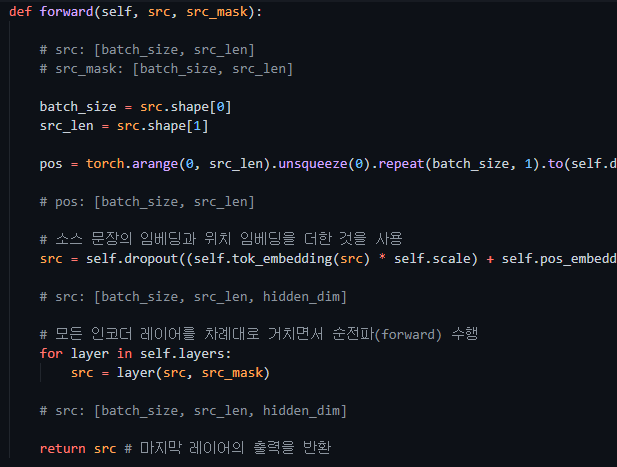 def forward(self, src, src_mask):
# src: [batch_size, src_len]
# src_mask: [batch_size, src_len]
batch_size = src.shape[0]
src_len = src.shape[1]
pos = torch.arange(0, src_len).unsqueeze(0).repeat(batch_size, 1).to(self.d
# pos: [batch_size, src_len]
# 소스 문장의 임베딩과 위치 임베딩을 더한 것을 사용
src = self.dropout((self.tok_embedding(src) * self.scale) + self.pos_embedd
# src: [batch_size, src_len, hidden_dim]
# 모든 인코더 레이어를 차례대로 거치면서 순전파(forward) 수행
for layer in self.layers:
src = layer(src, src_mask)
# src: [batch_size, src_len, hidden_dim]
return src # 마지막 레이어의 출력을 반환